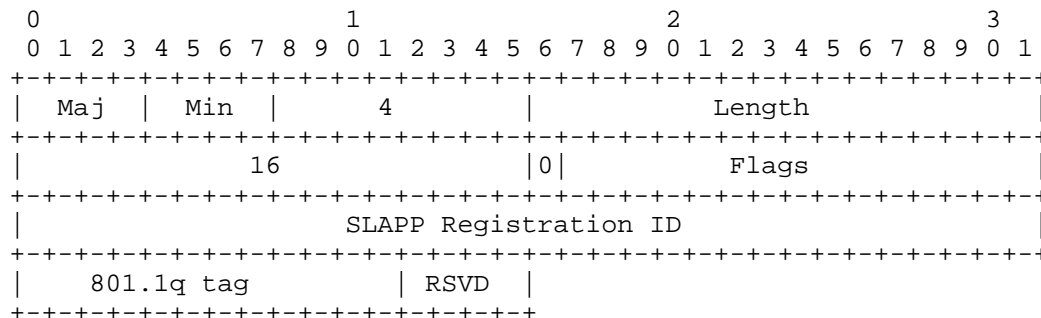 0                   1                   2                   3
 0 1 2 3 4 5 6 7 8 9 0 1 2 3 4 5 6 7 8 9 0 1 2 3 4 5 6 7 8 9 0 1
+-+-+-+-+-+-+-+-+-+-+-+-+-+-+-+-+-+-+-+-+-+-+-+-+-+-+-+-+-+-+-+-+
|  Maj  |  Min  |      4        |           Length              |
+-+-+-+-+-+-+-+-+-+-+-+-+-+-+-+-+-+-+-+-+-+-+-+-+-+-+-+-+-+-+-+-+
|              16               |0|          Flags              |
+-+-+-+-+-+-+-+-+-+-+-+-+-+-+-+-+-+-+-+-+-+-+-+-+-+-+-+-+-+-+-+-+
|                    SLAPP Registration ID                      |
+-+-+-+-+-+-+-+-+-+-+-+-+-+-+-+-+-+-+-+-+-+-+-+-+-+-+-+-+-+-+-+-+
|    801.1q tag         | RSVD  |
+-+-+-+-+-+-+-+-+-+-+-+-+-+-+-+-+